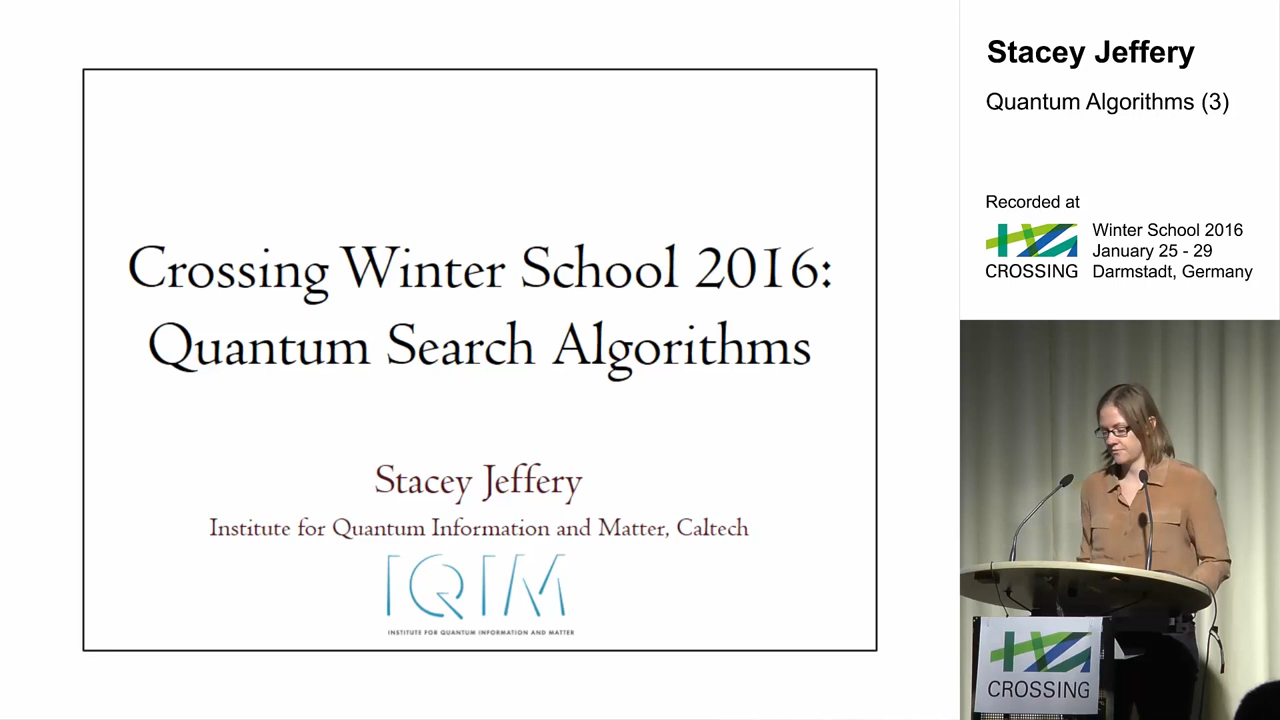 Crossing Winter School 2016:
Quantum Search Algorithms
Stacey Jeffery
Institute for Quantum Information and Matter, Caltech
IQIM
INSTITUTE FOR QUANTUM INFORMATION AND MATTER
Stacey Jeffery
Quantum Algorithms (3)
Recorded at
CROSSING
Winter School 2016
January 25 - 29
Darmstadt, Germany
CROSSING